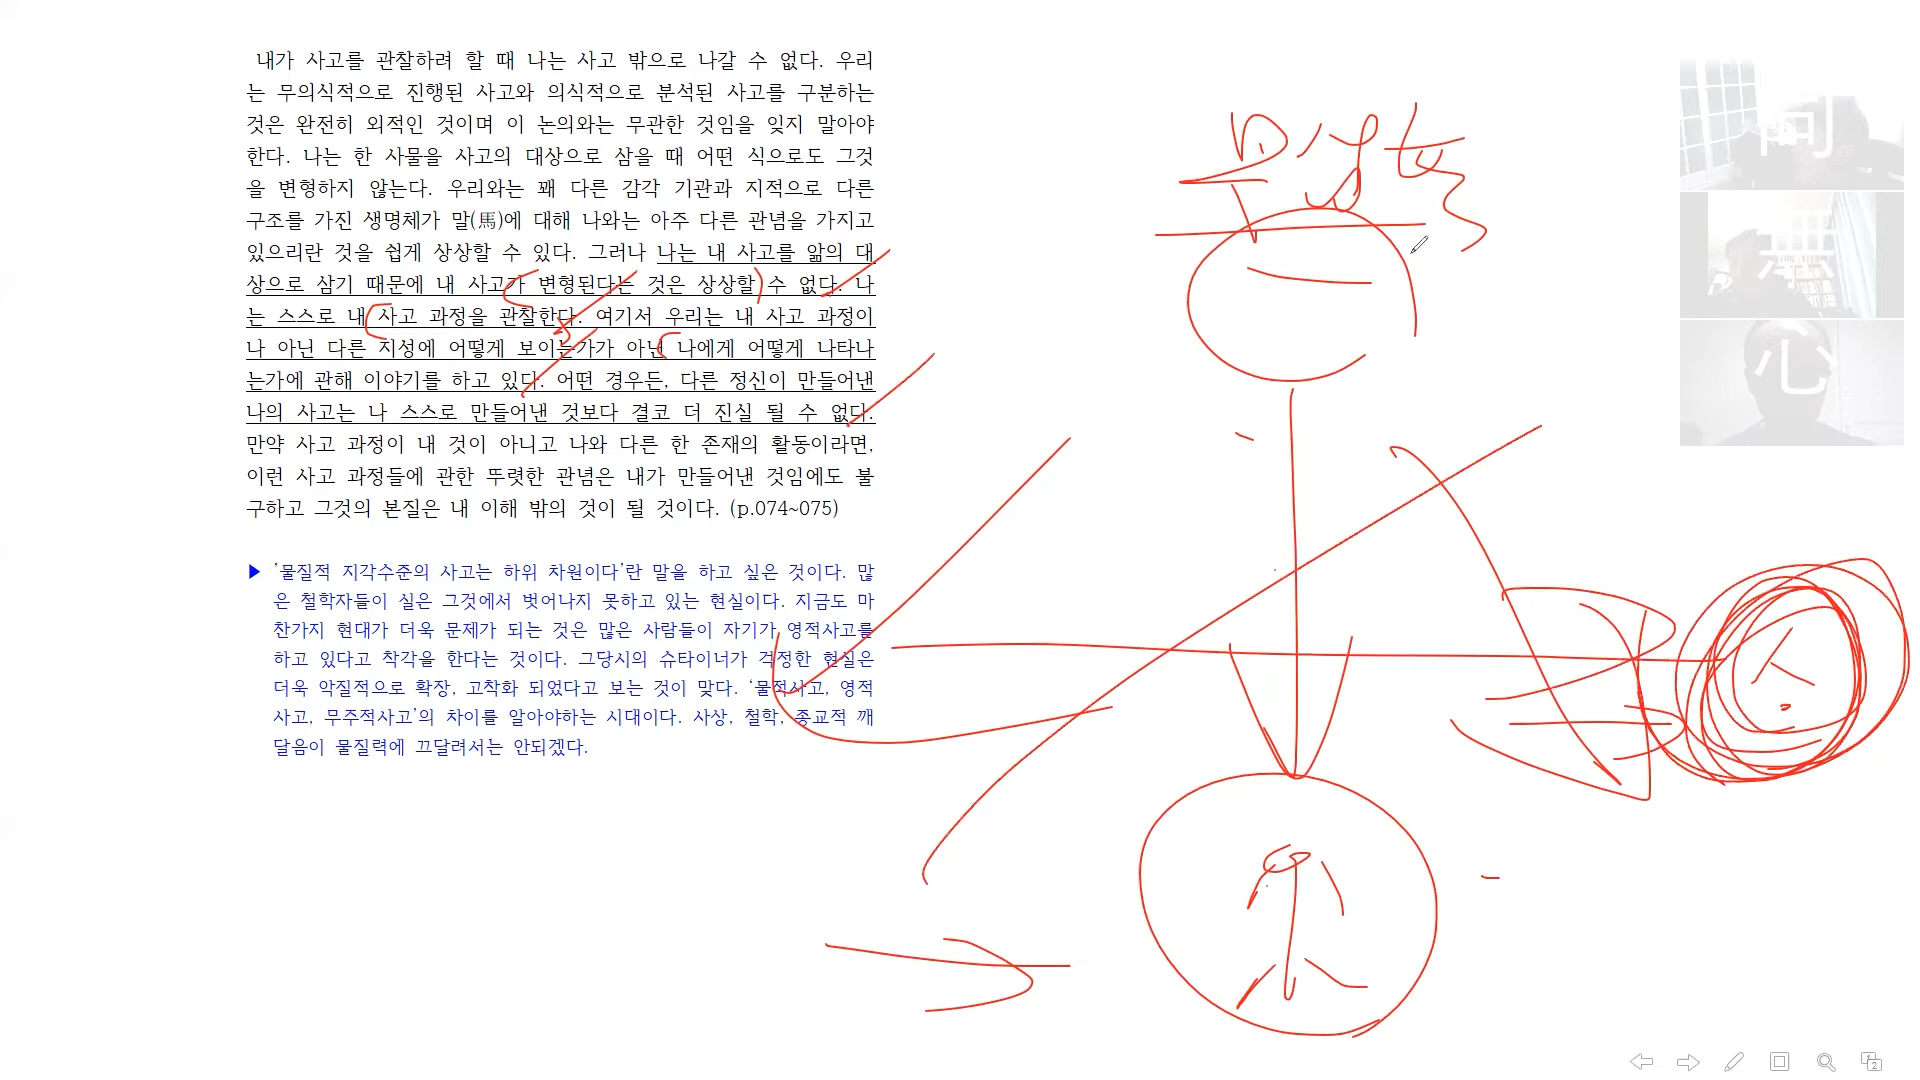 내가 사고를 관찰하려 할 때 나는 사고 밖으로 나갈 수 없다. 우리
는 무의식적으로 진행된 사고와 의식적으로 분석된 사고를 구분하는
것은 완전히 외적인 것이며 이 논의와는 무관한 것임을 잊지 말아야
한다. 나는 한 사물을 사고의 대상으로 삼을 때 어떤 식으로도 그것
을 변형하지 않는다. 우리와는 꽤 다른 감각 기관과 지적으로 다른
구조를 가진 생명체가 말(馬)에 대해 나와는 아주 다른 관념을 가지고
있으리란 것을 쉽게 상상할 수 있다. 그러나 나는 내 사고를 앎의 대
상으로 삼기 때문에 내 사고가 변형된다는 것은 상상할 수 없다. 나
는 스스로 내 사고 과정을 관찰한다. 여기서 우리는 내 사고 과정이
나 아닌 다른 지성에 어떻게 보이는가가 아닌 나에게 어떻게 나타나
는가에 관해 이야기를 하고 있다. 어떤 경우든, 다른 정신이 만들어낸
나의 사고는 나 스스로 만들어낸 것보다 결코 더 진실 될 수 없다.
만약 사고 과정이 내 것이 아니고 나와 다른 한 존재의 활동이라면,
이런 사고 과정들에 관한 뚜렷한 관념은 내가 만들어낸 것임에도 불
구하고 그것의 본질은 내 이해 밖의 것이 될 것이다. (p.074~075)
▶ '물질적 지각수준의 사고는 하위 차원이다'란 말을 하고 싶은 것이다. 많
은 철학자들이 실은 그것에서 벗어나지 못하고 있는 현실이다. 지금도 마
찬가지 현대가 더욱 문제가 되는 것은 많은 사람들이 자기가 영적사고를
하고 있다고 착각을 한다는 것이다. 그당시의 슈타이너가 걱정한 현실은
더욱 악질적으로 확장, 고착화 되었다고 보는 것이 맞다. '물적사고, 영적
사고, 무주적사고'의 차이를 알아야하는 시대이다. 사상, 철학, 종교적 깨
달음이 물질력에 끄달려서는 안되겠다.
問
悲
心